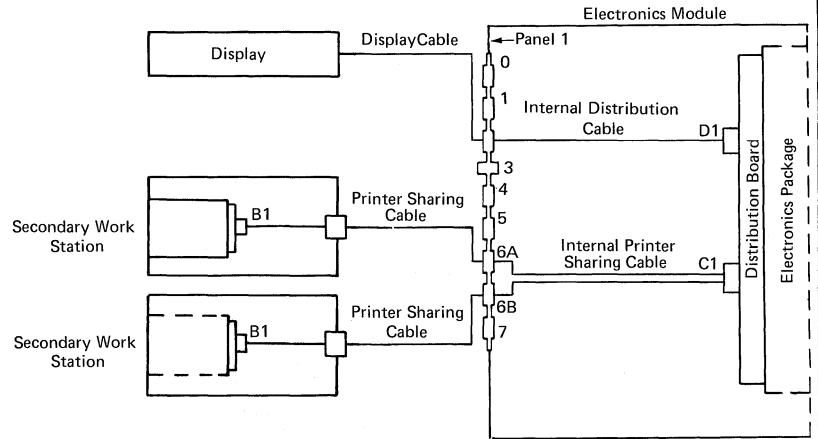 Electronics Module
Panel 1
DisplayCable
Display
0
1
Internal Distribution
Cable
D1
3
4
5
Distribution Board
Electronics Package
Printer Sharing
Cable
B1
Secondary Work
Station
6A
Internal Printer
Sharing Cable
C1
6B
7
Printer Sharing
Cable
B1
Secondary Work
Station